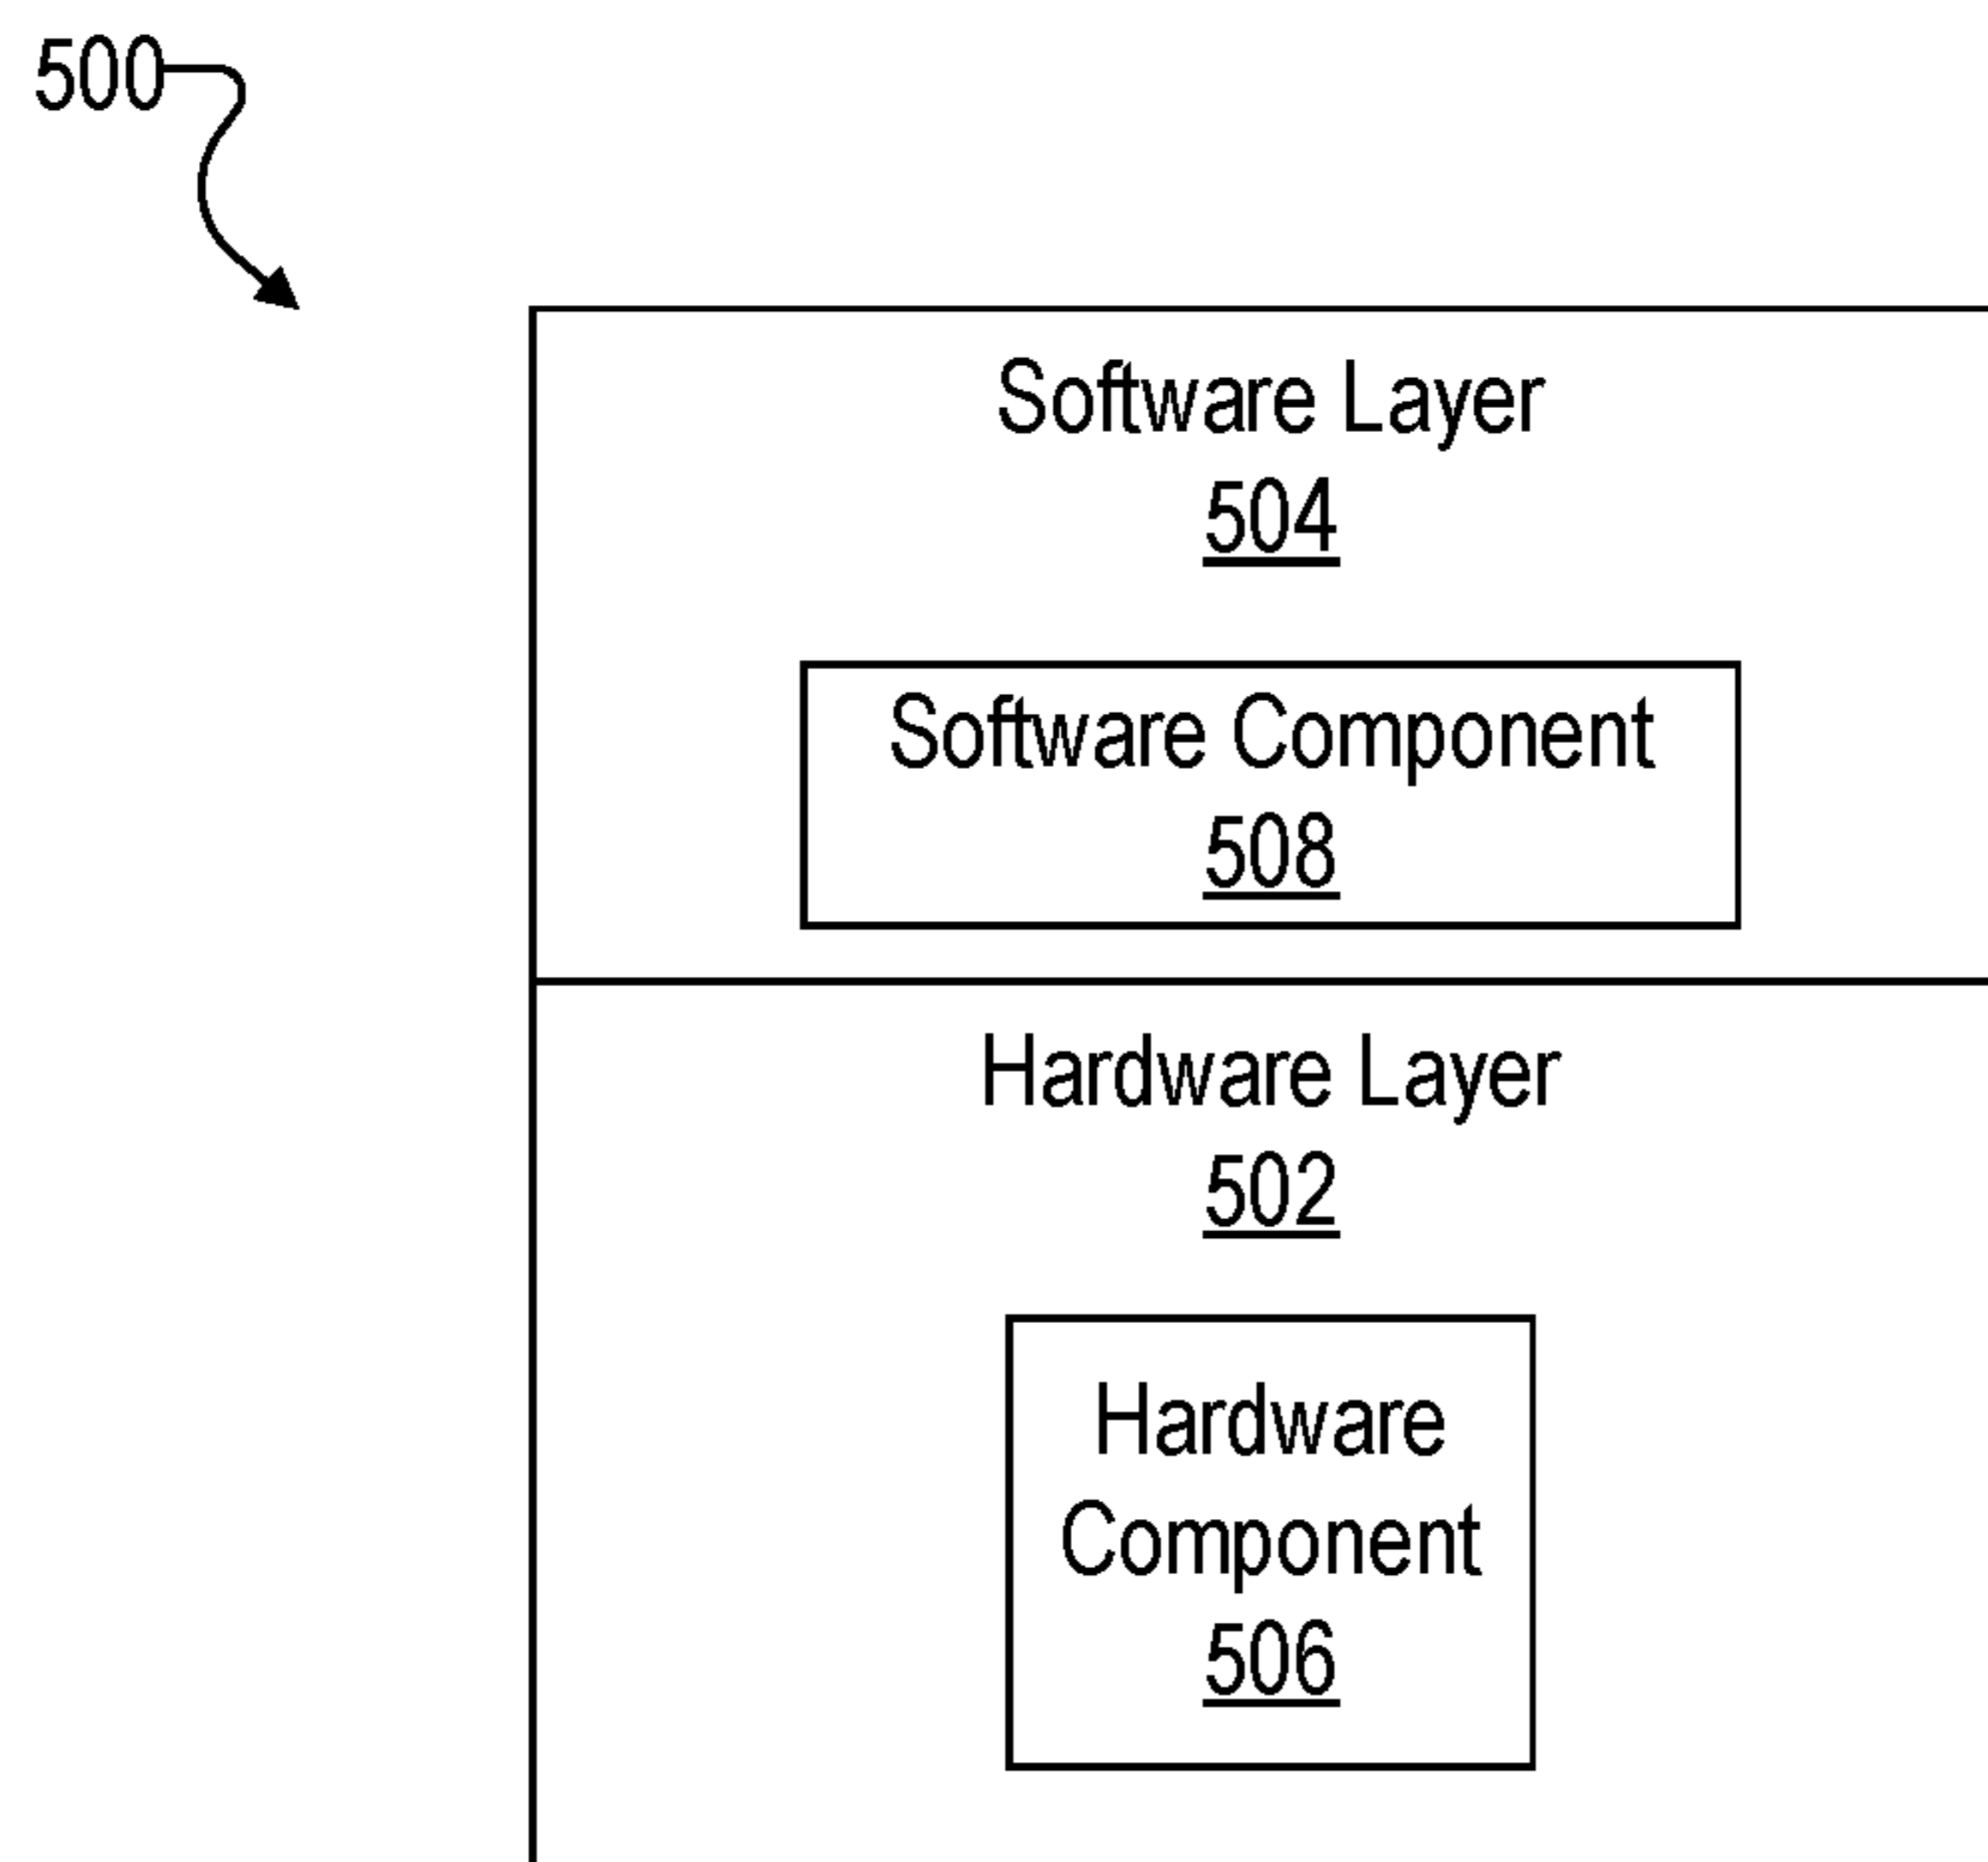 500
Software Layer
504
Software Component
508
Hardware Layer
502
Hardware
Component
506